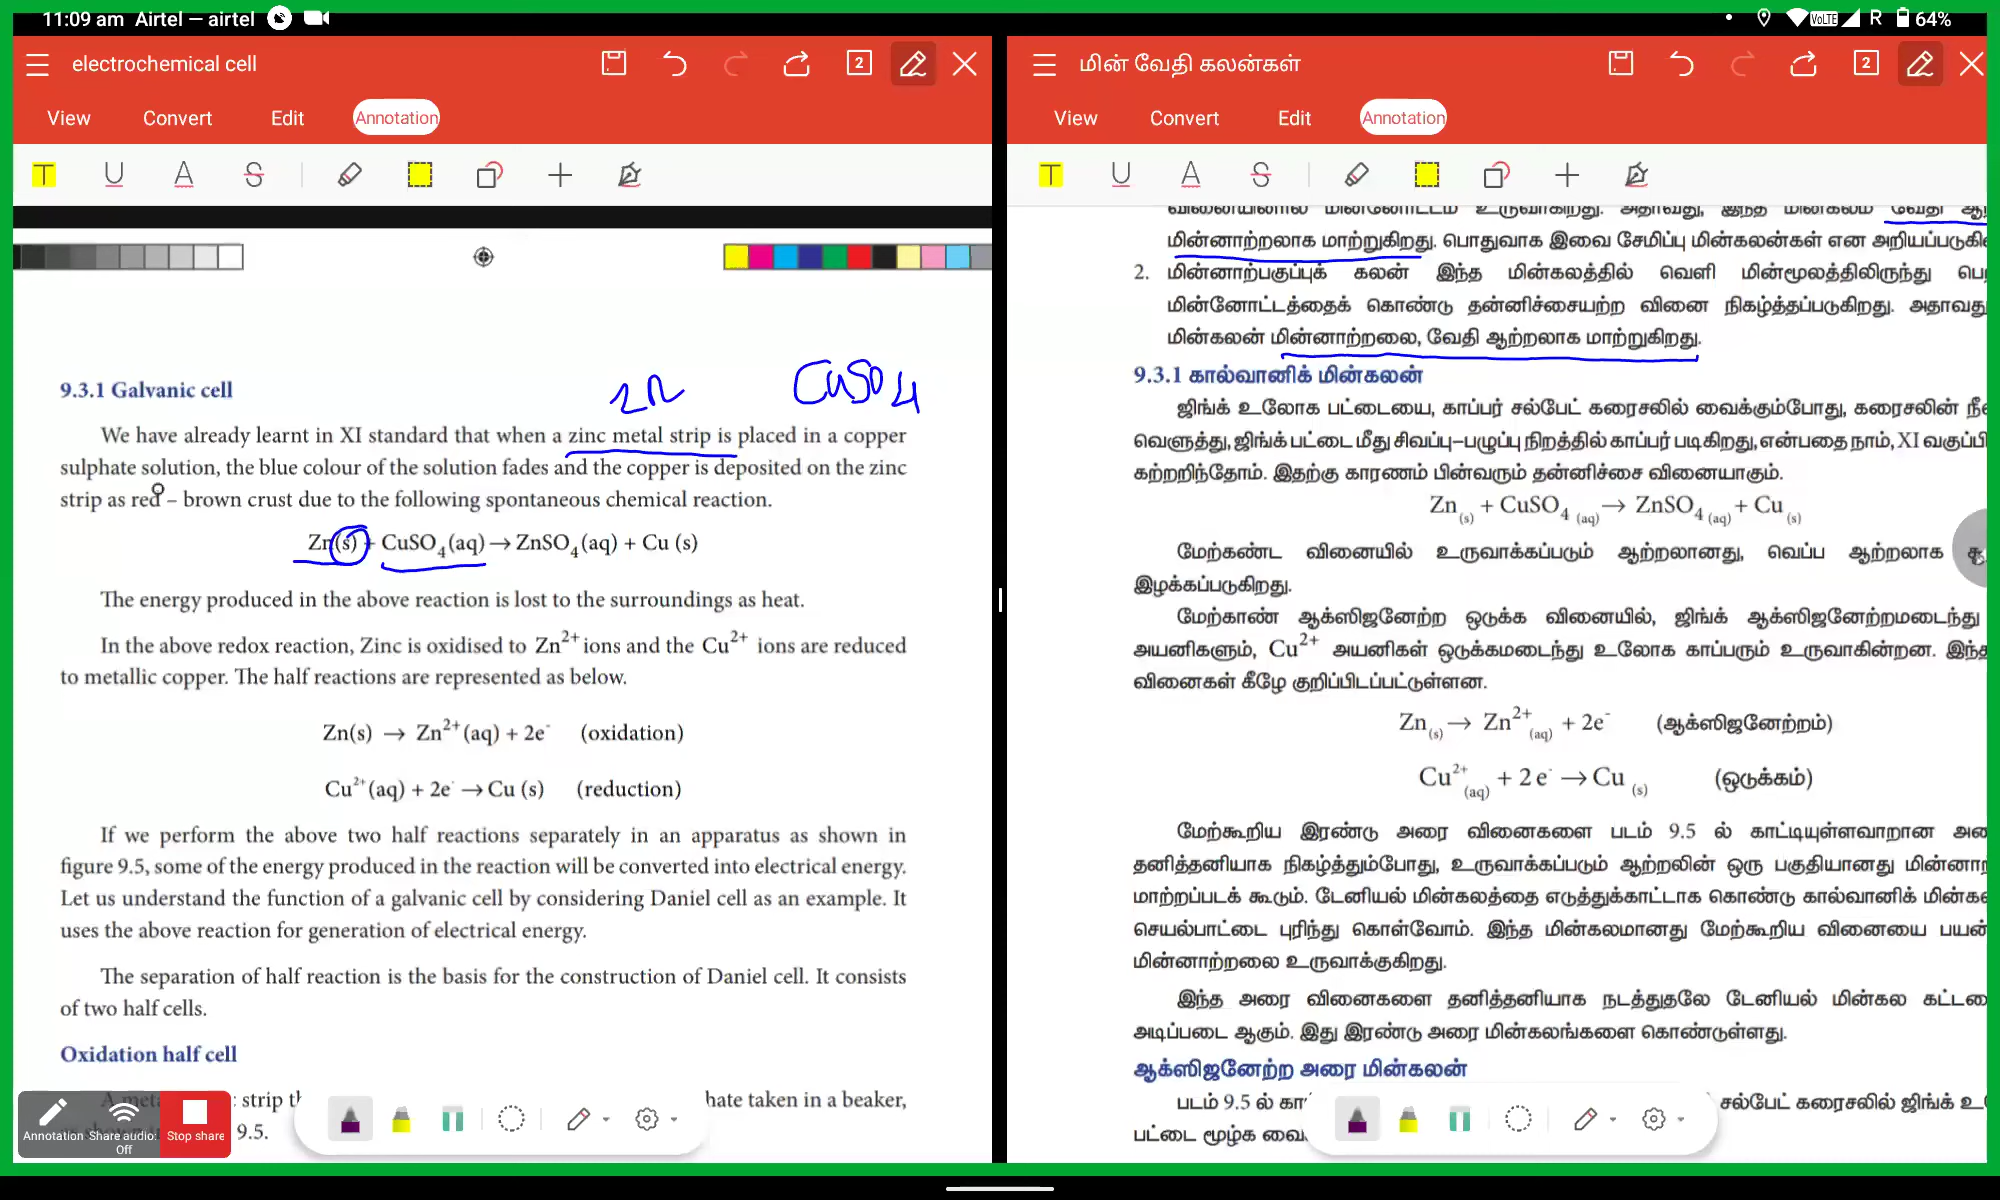 11:09 am Airtel — airtel
VoLTE R 64%
electrochemical cell
2
View Convert Edit Annotation
T U A S
Zn CuSO4
9.3.1 Galvanic cell
We have already learnt in XI standard that when a zinc metal strip is placed in a copper
sulphate solution, the blue colour of the solution fades and the copper is deposited on the zinc
strip as red – brown crust due to the following spontaneous chemical reaction.
Zn(s) + CuSO₄(aq) → ZnSO₄(aq) + Cu (s)
The energy produced in the above reaction is lost to the surroundings as heat.
In the above redox reaction, Zinc is oxidised to Zn²⁺ ions and the Cu²⁺ ions are reduced
to metallic copper. The half reactions are represented as below.
Zn(s) → Zn²⁺(aq) + 2e⁻ (oxidation)
Cu²⁺(aq) + 2e⁻ → Cu (s) (reduction)
If we perform the above two half reactions separately in an apparatus as shown in
figure 9.5, some of the energy produced in the reaction will be converted into electrical energy.
Let us understand the function of a galvanic cell by considering Daniel cell as an example. It
uses the above reaction for generation of electrical energy.
The separation of half reaction is the basis for the construction of Daniel cell. It consists
of two half cells.
Oxidation half cell
strip hate taken in a beaker,
9.5.
Annotation Share audio: Off Stop share
மின் வேதி கலன்கள்
2
View Convert Edit Annotation
T U A S
வினையினால் மின்னோட்டம் உருவாகிறது. அதாவது, இந்த மின்கலம் வேதி
மின்னாற்றலாக மாற்றுகிறது. பொதுவாக இவை சேமிப்பு மின்கலன்கள் என
2. மின்னாற்பகுப்புக் கலன் இந்த மின்கலத்தில் வெளி மின்மூலத்திலிருந்து
மின்னோட்டத்தைக் கொண்டு தன்னிச்சையற்ற வினை நிகழ்த்தப்படுகிறது. அதாவது
மின்கலன் மின்னாற்றலை, வேதி ஆற்றலாக மாற்றுகிறது.
9.3.1 கால்வானிக் மின்கலன்
ஜிங்க் உலோக பட்டையை, காப்பர் சல்பேட் கரைசலில் வைக்கும்போது, கரைசலின்
வெளுத்து, ஜிங்க் பட்டை மீது சிவப்பு–பழுப்பு நிறத்தில் காப்பர் படிகிறது, என்பதை நாம், XI
கற்றறிந்தோம். இதற்கு காரணம் பின்வரும் தன்னிச்சை வினையாகும்.
Zn₍s₎ + CuSO₄ ₍aq₎ → ZnSO₄ ₍aq₎ + Cu ₍s₎
மேற்கண்ட வினையில் உருவாக்கப்படும் ஆற்றலானது, வெப்ப ஆற்றலாக
இழக்கப்படுகிறது.
மேற்காண் ஆக்ஸிஜனேற்ற ஒடுக்க வினையில், ஜிங்க் ஆக்ஸிஜனேற்றமடைந்து
அயனிகளும், Cu²⁺ அயனிகள் ஒடுக்கமடைந்து உலோக காப்பரும் உருவாகின்றன.
வினைகள் கீழே குறிப்பிடப்பட்டுள்ளன.
Zn₍s₎ → Zn²⁺₍aq₎ + 2e⁻ (ஆக்ஸிஜனேற்றம்)
Cu²⁺₍aq₎ + 2 e⁻ → Cu ₍s₎ (ஒடுக்கம்)
மேற்கூறிய இரண்டு அரை வினைகளை படம் 9.5 ல் காட்டியுள்ளவாறான
தனித்தனியாக நிகழ்த்தும்போது, உருவாக்கப்படும் ஆற்றலின் ஒரு பகுதியானது
மாற்றப்படக் கூடும். டேனியல் மின்கலத்தை எடுத்துக்காட்டாக கொண்டு கால்வானிக்
செயல்பாட்டை புரிந்து கொள்வோம். இந்த மின்கலமானது மேற்கூறிய வினையை
மின்னாற்றலை உருவாக்குகிறது.
இந்த அரை வினைகளை தனித்தனியாக நடத்துதலே டேனியல் மின்கல
அடிப்படை ஆகும். இது இரண்டு அரை மின்கலங்களை கொண்டுள்ளது.
ஆக்ஸிஜனேற்ற அரை மின்கலன்
படம் 9.5 ல் சல்பேட் கரைசலில் ஜிங்க்
பட்டை மூழ்க